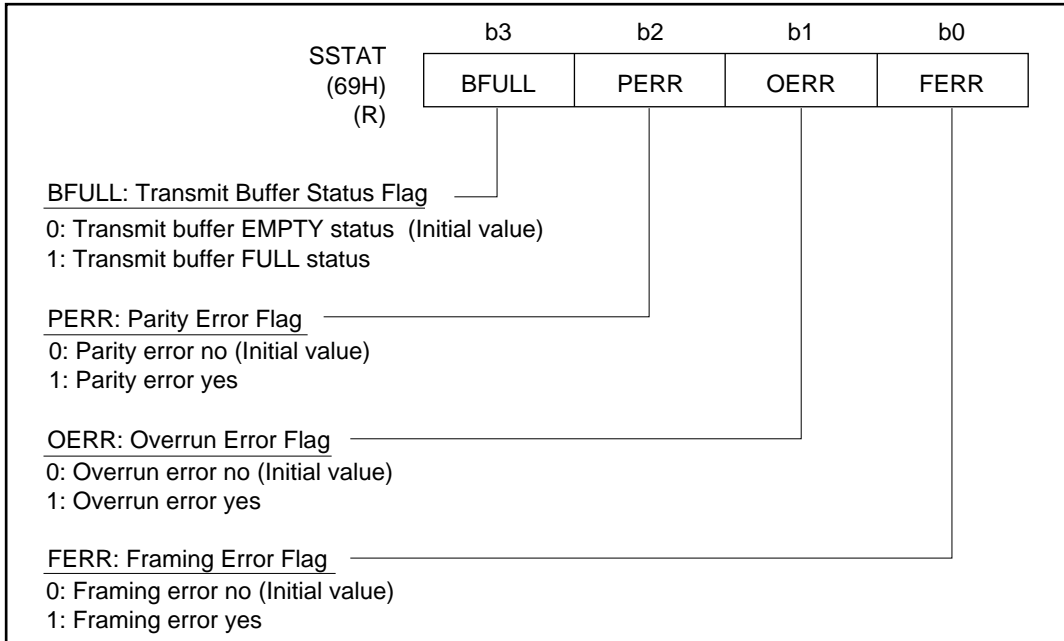 b3 b2 b1 b0
SSTAT
(69H)
(R)
BFULL PERR OERR FERR
BFULL: Transmit Buffer Status Flag
0: Transmit buffer EMPTY status (Initial value)
1: Transmit buffer FULL status
PERR: Parity Error Flag
0: Parity error no (Initial value)
1: Parity error yes
OERR: Overrun Error Flag
0: Overrun error no (Initial value)
1: Overrun error yes
FERR: Framing Error Flag
0: Framing error no (Initial value)
1: Framing error yes